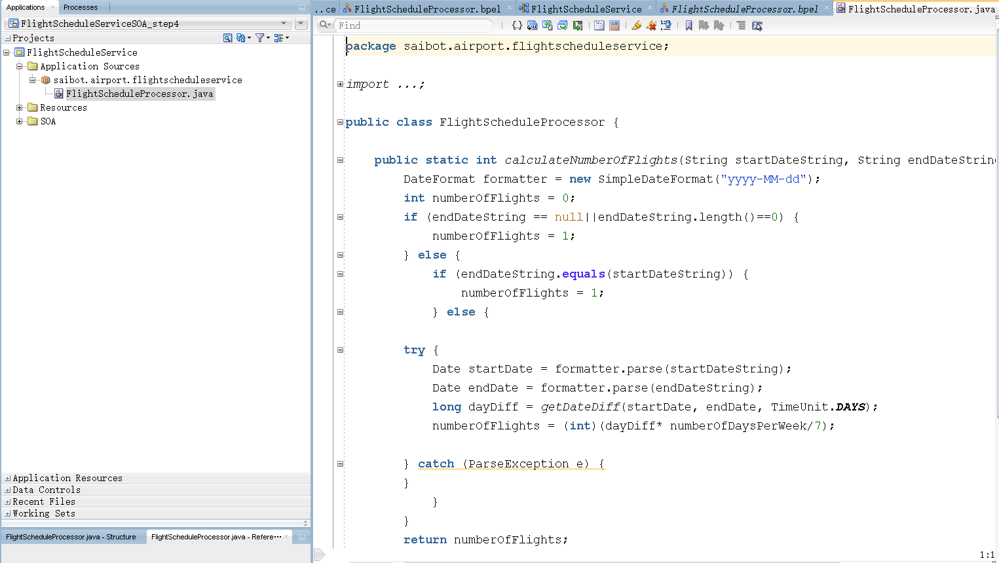 Applications
Processes
..ce
FlightScheduleProcessor.bpel
FlightScheduleService
FlightScheduleProcessor.bpel
FlightScheduleProcessor.java
FlightScheduleServiceSOA_step4
Find
Projects
FlightScheduleService
Application Sources
saibot.airport.flightscheduleservice
FlightScheduleProcessor.java
Resources
SOA
package saibot.airport.flightscheduleservice;
import ...;
public class FlightScheduleProcessor {
public static int calculateNumberOfFlights(String startDateString, String endDateStrin
DateFormat formatter = new SimpleDateFormat("yyyy-MM-dd");
int numberOfFlights = 0;
if (endDateString == null||endDateString.length()==0) {
numberOfFlights = 1;
} else {
if (endDateString.equals(startDateString)) {
numberOfFlights = 1;
} else {
try {
Date startDate = formatter.parse(startDateString);
Date endDate = formatter.parse(endDateString);
long dayDiff = getDateDiff(startDate, endDate, TimeUnit.DAYS);
numberOfFlights = (int)(dayDiff* numberOfDaysPerWeek/7);
} catch (ParseException e) {
}
}
}
return numberOfFlights;
Application Resources
Data Controls
Recent Files
Working Sets
FlightScheduleProcessor.java - Structure
FlightScheduleProcessor.java - Refere···
1:1